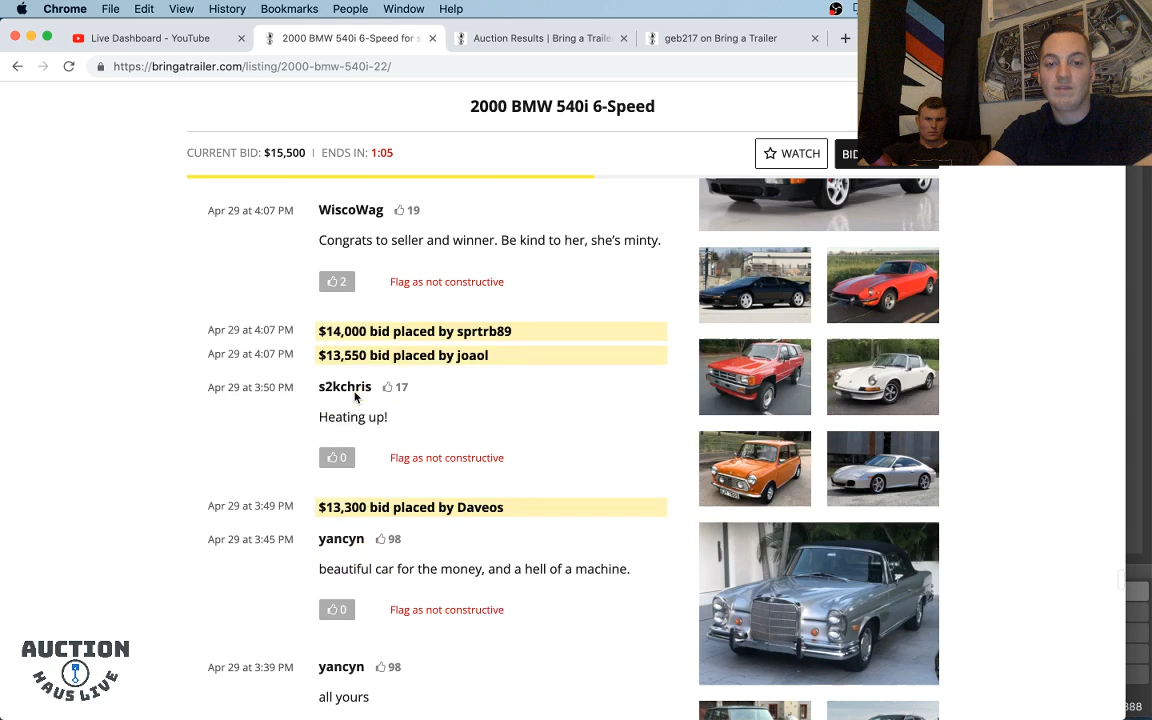 Chrome File Edit View History Bookmarks People Window Help
Live Dashboard - YouTube
2000 BMW 540i 6-Speed for s
Auction Results | Bring a Traile
geb217 on Bring a Trailer
https://bringatrailer.com/listing/2000-bmw-540i-22/
2000 BMW 540i 6-Speed
CURRENT BID: $15,500 | ENDS IN: 1:05
WATCH
BID
Apr 29 at 4:07 PM WiscoWag 19
Congrats to seller and winner. Be kind to her, she's minty.
2 Flag as not constructive
Apr 29 at 4:07 PM $14,000 bid placed by sprtrb89
Apr 29 at 4:07 PM $13,550 bid placed by joaol
Apr 29 at 3:50 PM s2kchris 17
Heating up!
0 Flag as not constructive
Apr 29 at 3:49 PM $13,300 bid placed by Daveos
Apr 29 at 3:45 PM yancyn 98
beautiful car for the money, and a hell of a machine.
0 Flag as not constructive
Apr 29 at 3:39 PM yancyn 98
all yours
AUCTION
HAUS LIVE
888